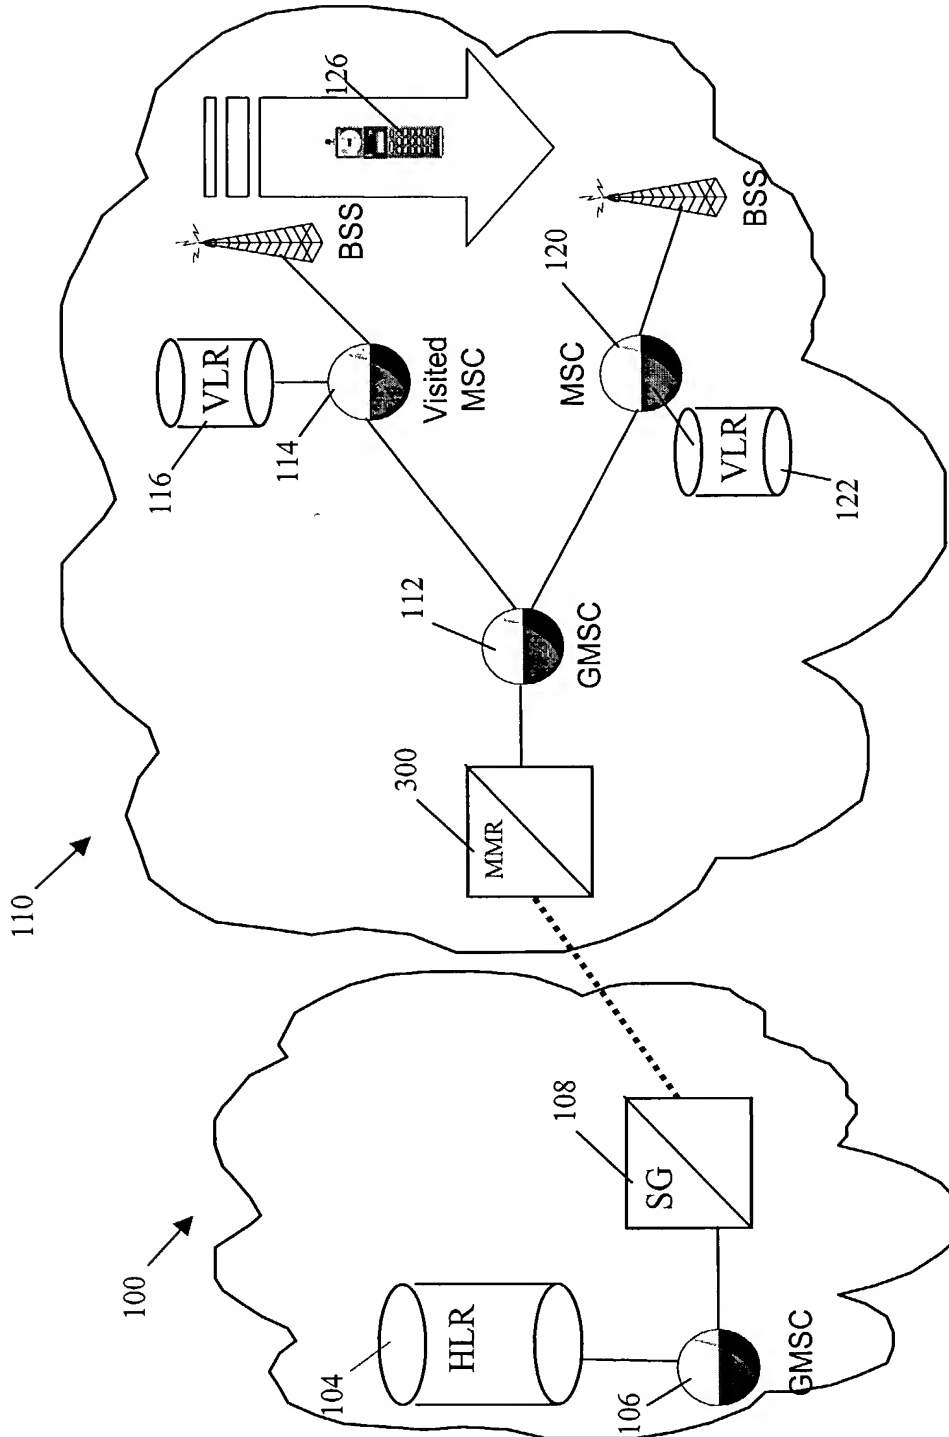 100
104
HLR
106
GMSC
108
SG
110
300
MMR
112
GMSC
116
VLR
114
Visited
MSC
BSS
126
120
MSC
VLR
122
BSS